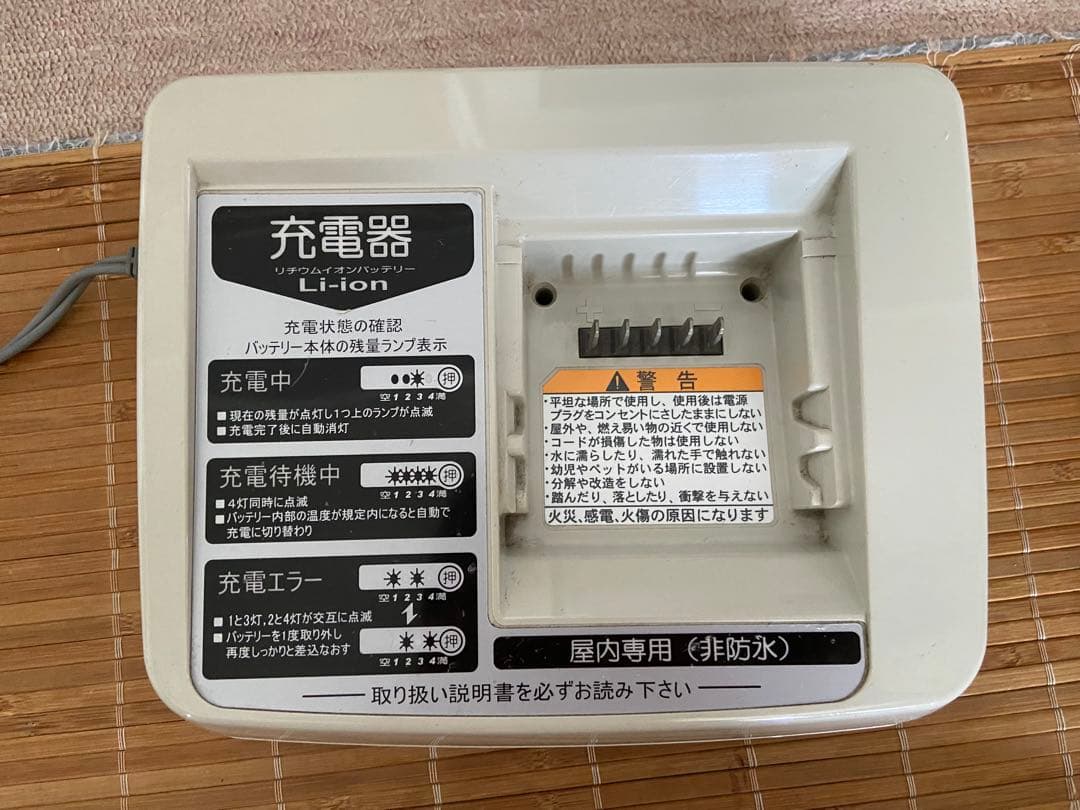 充電器
リチウムイオンバッテリー
Li-ion
充電状態の確認
バッテリー本体の残量ランプ表示
充電中
押
空1234満
■現在の残量が点灯し1つ上のランプが点滅
■充電完了後に自動消灯
充電待機中
押
空1234満
■4灯同時に点滅
■バッテリー内部の温度が規定内になると自動で
充電に切り替わり
充電エラー
押
空1234満
■1と3灯,2と4灯が交互に点滅
■バッテリーを1度取り外し
再度しっかりと差込なおす
押
空1234満
+ −
警告
・平坦な場所で使用し、使用後は電源
プラグをコンセントにさしたままにしない
・屋外や、燃え易い物の近くで使用しない
・コードが損傷した物は使用しない
・水に濡らしたり、濡れた手で触れない
・幼児やペットがいる場所に設置しない
・分解や改造をしない
・踏んだり、落としたり、衝撃を与えない
火災、感電、火傷の原因になります
屋内専用(非防水)
取り扱い説明書を必ずお読み下さい